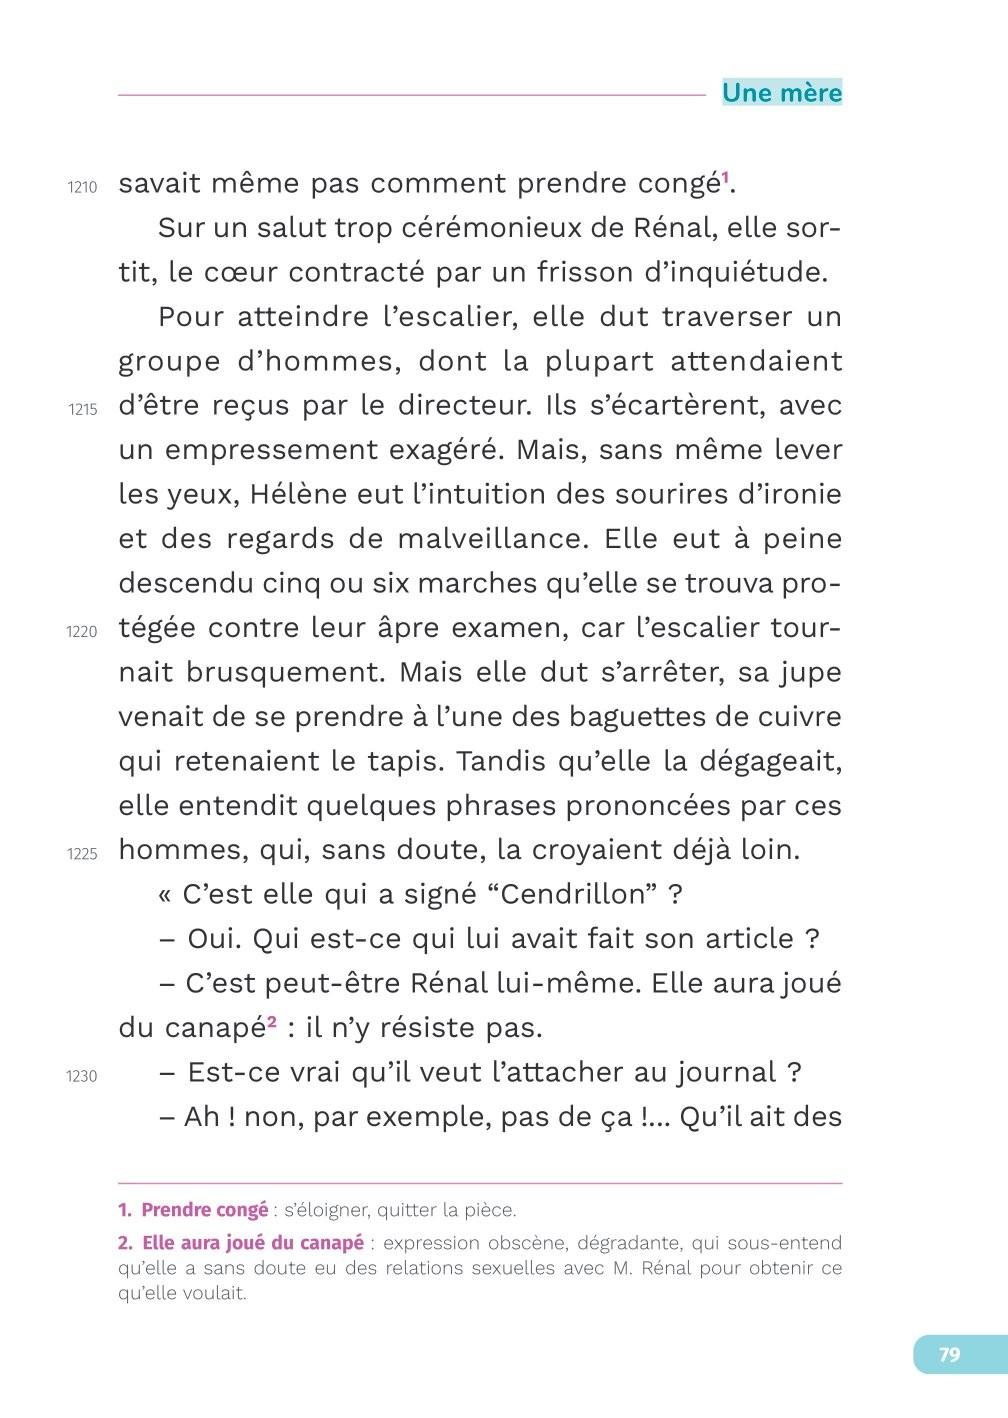 Une mère
1210 savait même pas comment prendre congé¹.
Sur un salut trop cérémonieux de Rénal, elle sor-
tit, le cœur contracté par un frisson d’inquiétude.
Pour atteindre l’escalier, elle dut traverser un
groupe d’hommes, dont la plupart attendaient
1215 d’être reçus par le directeur. Ils s’écartèrent, avec
un empressement exagéré. Mais, sans même lever
les yeux, Hélène eut l’intuition des sourires d’ironie
et des regards de malveillance. Elle eut à peine
descendu cinq ou six marches qu’elle se trouva pro-
1220 tégée contre leur âpre examen, car l’escalier tour-
nait brusquement. Mais elle dut s’arrêter, sa jupe
venait de se prendre à l’une des baguettes de cuivre
qui retenaient le tapis. Tandis qu’elle la dégageait,
elle entendit quelques phrases prononcées par ces
1225 hommes, qui, sans doute, la croyaient déjà loin.
« C’est elle qui a signé “Cendrillon” ?
– Oui. Qui est-ce qui lui avait fait son article ?
– C’est peut-être Rénal lui-même. Elle aura joué
du canapé² : il n’y résiste pas.
1230 – Est-ce vrai qu’il veut l’attacher au journal ?
– Ah ! non, par exemple, pas de ça !... Qu’il ait des
1. Prendre congé : s’éloigner, quitter la pièce.
2. Elle aura joué du canapé : expression obscène, dégradante, qui sous-entend
qu’elle a sans doute eu des relations sexuelles avec M. Rénal pour obtenir ce
qu’elle voulait.
79